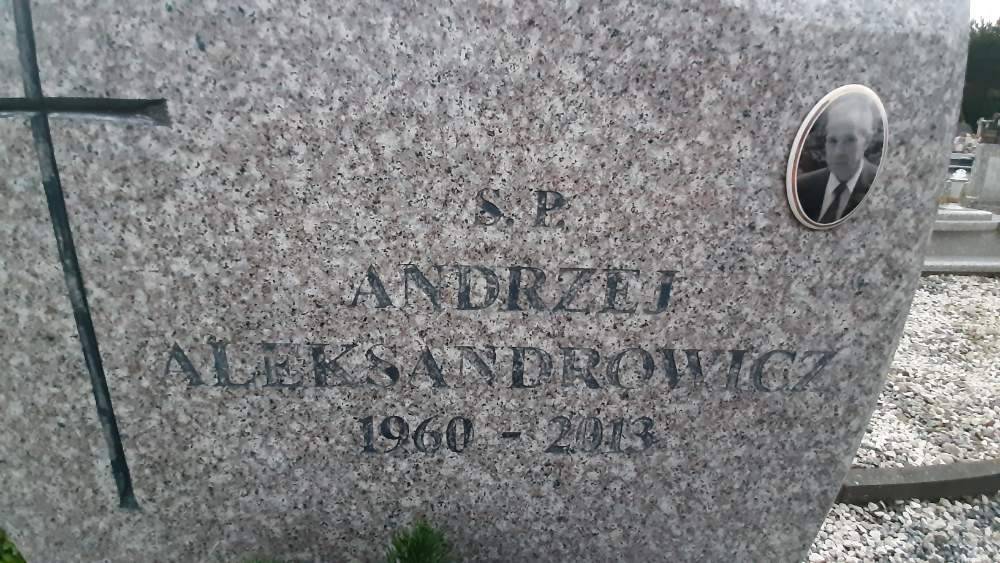 S. P.
ANDRZEJ
ALEKSANDROWICZ
1960 - 2013